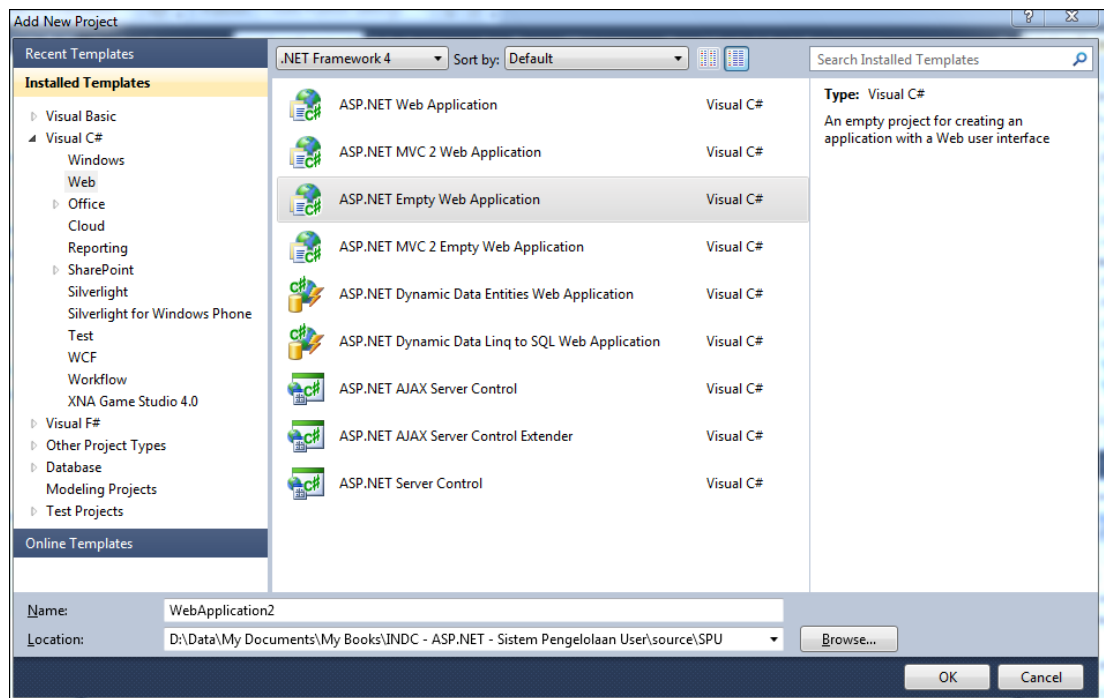 Add New Project
Recent Templates
Installed Templates
Visual Basic
Visual C#
Windows
Web
Office
Cloud
Reporting
SharePoint
Silverlight
Silverlight for Windows Phone
Test
WCF
Workflow
XNA Game Studio 4.0
Visual F#
Other Project Types
Database
Modeling Projects
Test Projects
Online Templates
.NET Framework 4 Sort by: Default
ASP.NET Web Application Visual C#
ASP.NET MVC 2 Web Application Visual C#
ASP.NET Empty Web Application Visual C#
ASP.NET MVC 2 Empty Web Application Visual C#
ASP.NET Dynamic Data Entities Web Application Visual C#
ASP.NET Dynamic Data Linq to SQL Web Application Visual C#
ASP.NET AJAX Server Control Visual C#
ASP.NET AJAX Server Control Extender Visual C#
ASP.NET Server Control Visual C#
Search Installed Templates
Type: Visual C#
An empty project for creating an
application with a Web user interface
Name: WebApplication2
Location: D:\Data\My Documents\My Books\INDC - ASP.NET - Sistem Pengelolaan User\source\SPU Browse...
OK Cancel